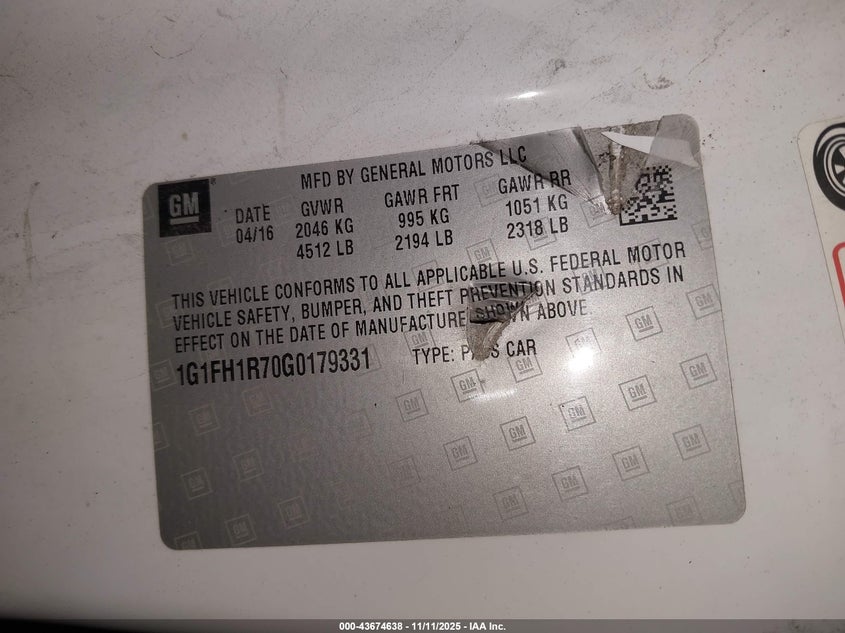 GM
MFD BY GENERAL MOTORS LLC
DATE GVWR GAWR FRT GAWR RR
04/16 2046 KG 995 KG 1051 KG
4512 LB 2194 LB 2318 LB
THIS VEHICLE CONFORMS TO ALL APPLICABLE U.S. FEDERAL MOTOR
VEHICLE SAFETY, BUMPER, AND THEFT PREVENTION STANDARDS IN
EFFECT ON THE DATE OF MANUFACTURE SHOWN ABOVE.
1G1FH1R70G0179331 TYPE: PASS CAR
000-43674638 - 11/11/2025 - IAA Inc.